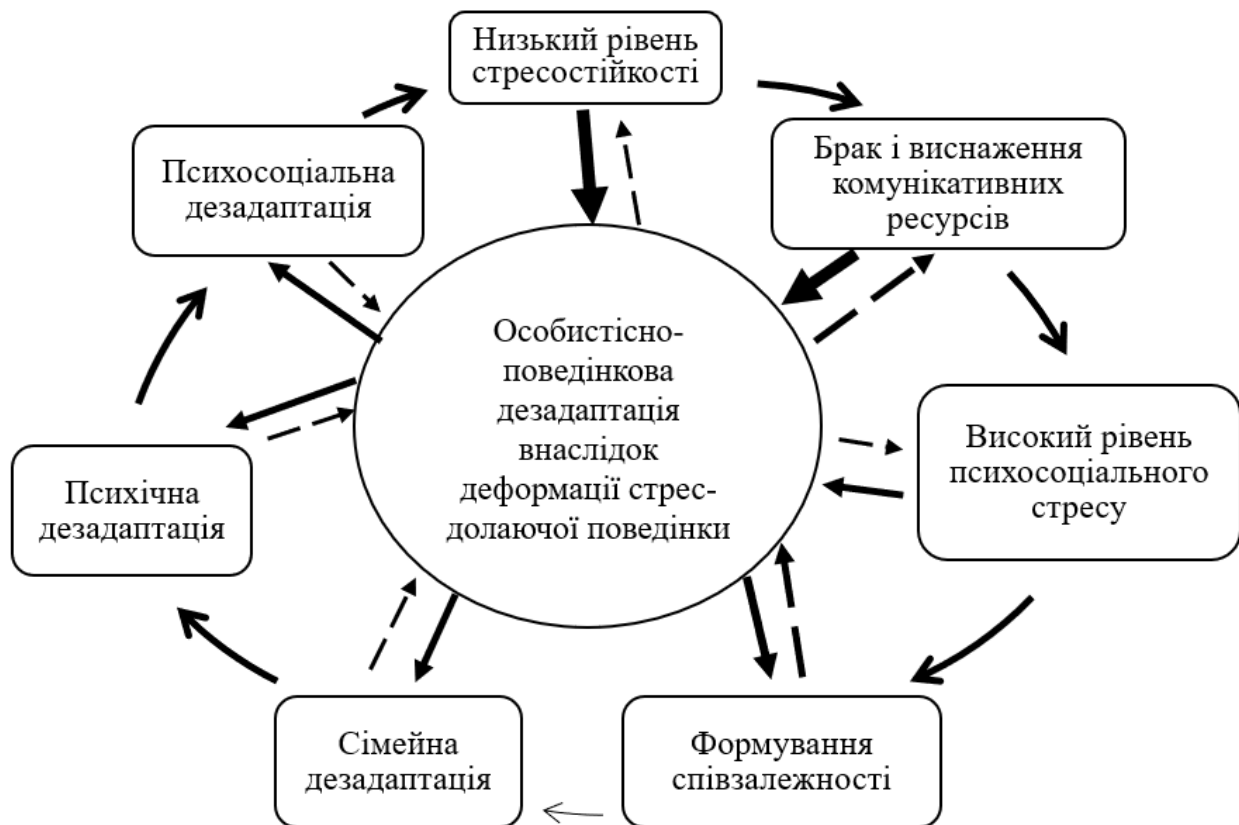 Низький рівень
стресостійкості
Психосоціальна
дезадаптація
Брак і виснаження
комунікативних
ресурсів
Особистісно-
поведінкова
дезадаптація
внаслідок
деформації стрес-
долаючої поведінки
Високий рівень
психосоціального
стресу
Психічна
дезадаптація
Сімейна
дезадаптація
Формування
співзалежності